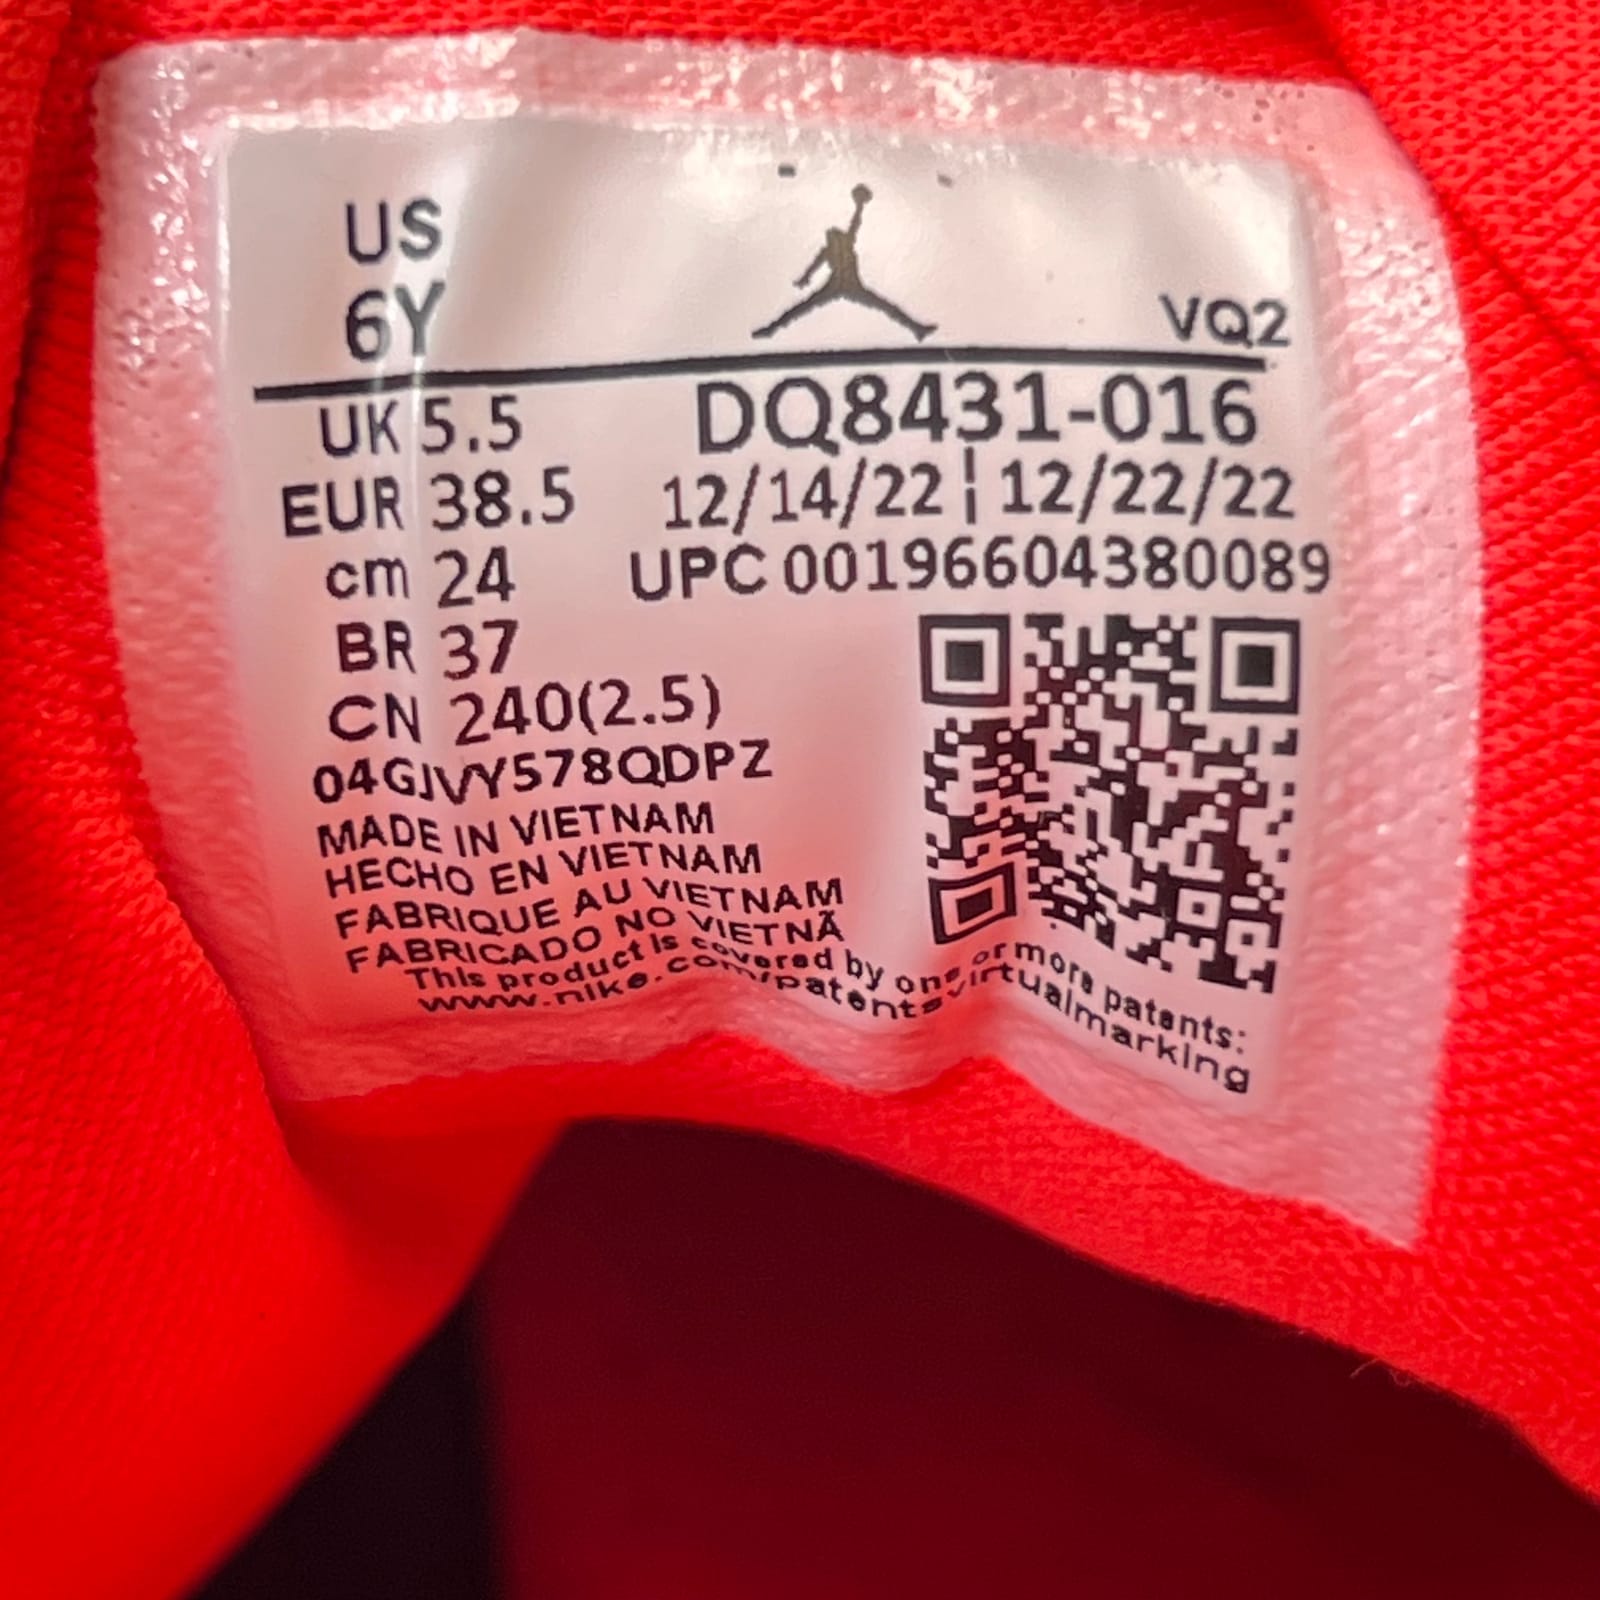 US
6Y
VQ2
UK 5.5
DQ8431-016
EUR 38.5
12/14/22 ¦ 12/22/22
cm 24
UPC 00196604380089
BR 37
CN 240(2.5)
04GJVY578QDPZ
MADE IN VIETNAM
HECHO EN VIETNAM
FABRIQUE AU VIETNAM
FABRICADO NO VIETNÃ
This product is covered by one or more patents:
www.nike.com/patentsvirtualmarking